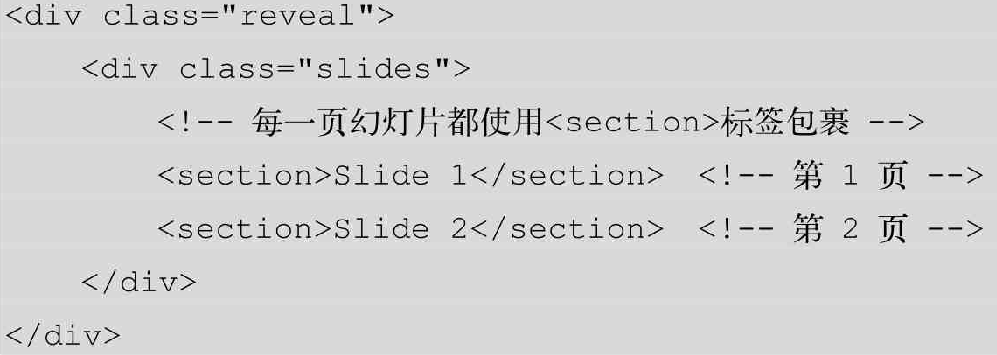 <div class="reveal">
    <div class="slides">
        <!-- 每一页幻灯片都使用<section>标签包裹 -->
        <section>Slide 1</section>  <!-- 第 1 页 -->
        <section>Slide 2</section>  <!-- 第 2 页 -->
    </div>
</div>